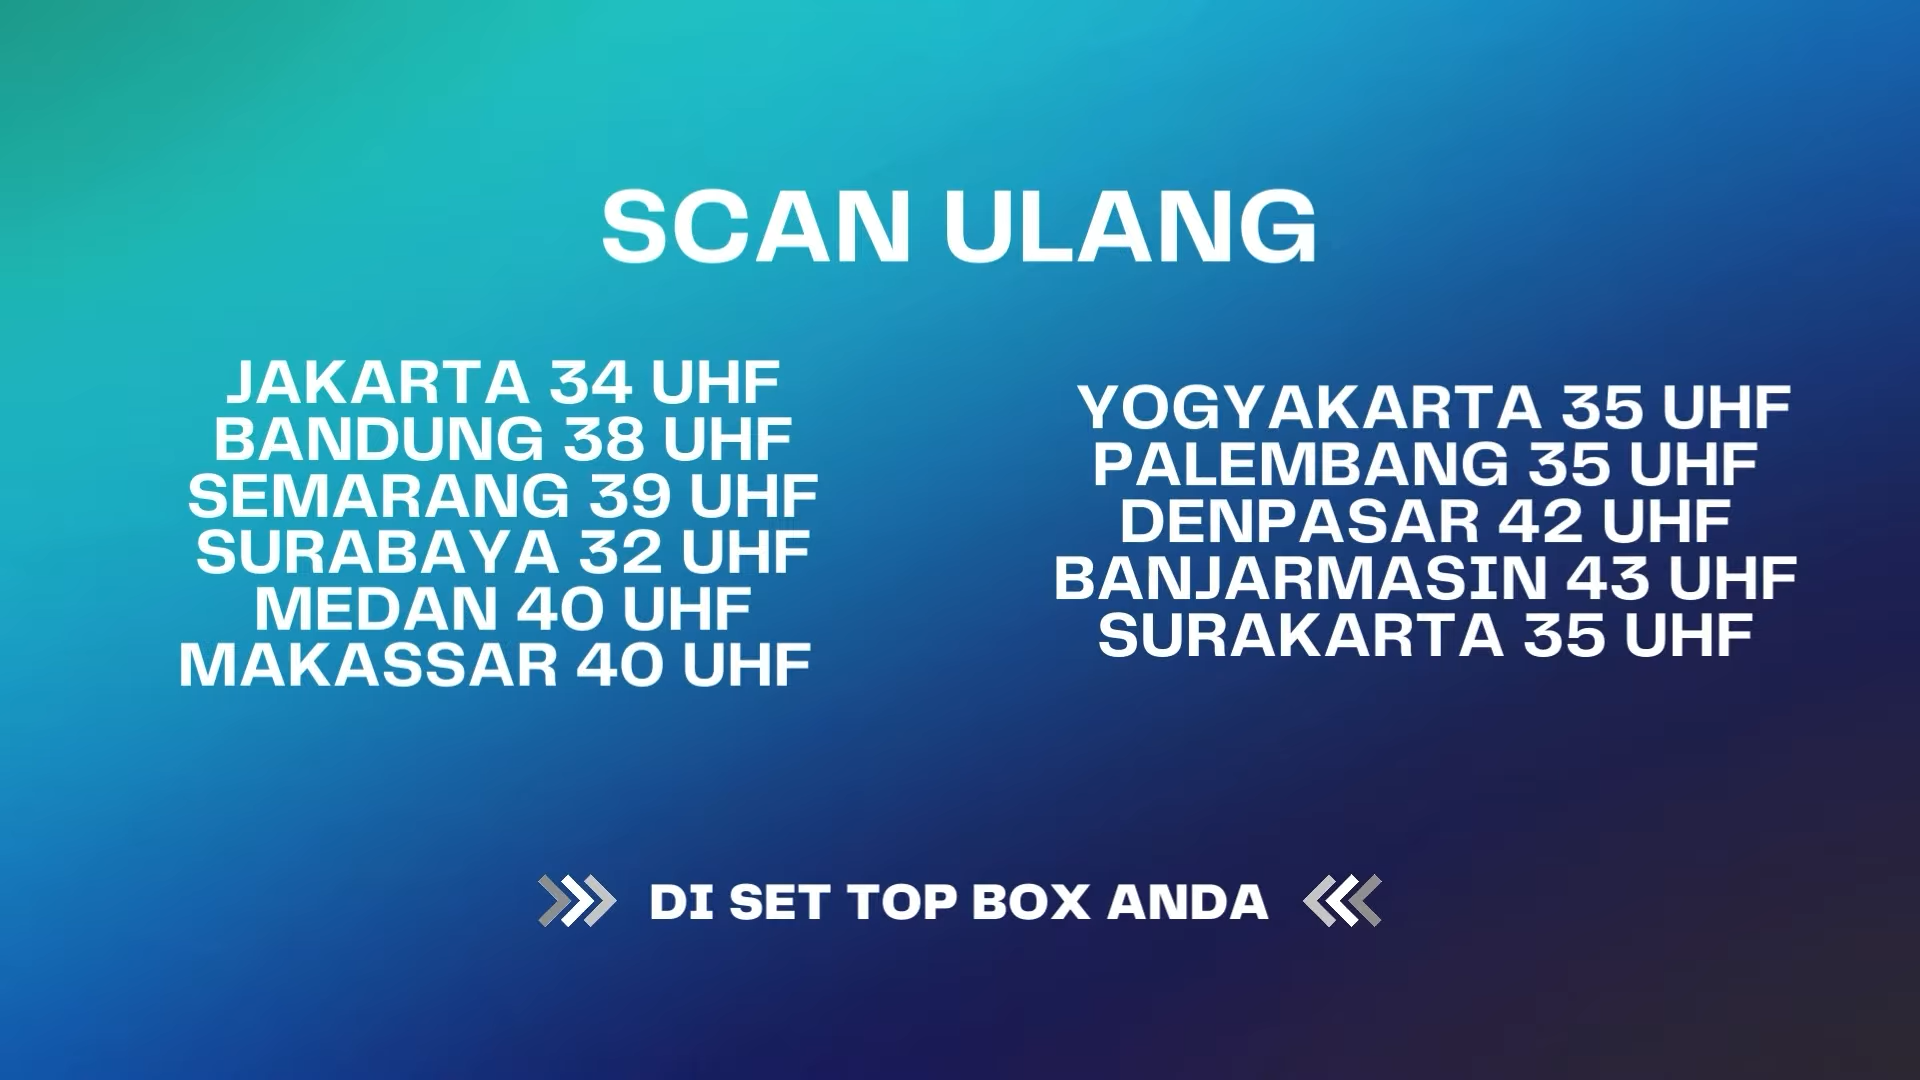 SCAN ULANG
JAKARTA 34 UHF
BANDUNG 38 UHF
SEMARANG 39 UHF
SURABAYA 32 UHF
MEDAN 40 UHF
MAKASSAR 40 UHF
YOGYAKARTA 35 UHF
PALEMBANG 35 UHF
DENPASAR 42 UHF
BANJARMASIN 43 UHF
SURAKARTA 35 UHF
DI SET TOP BOX ANDA